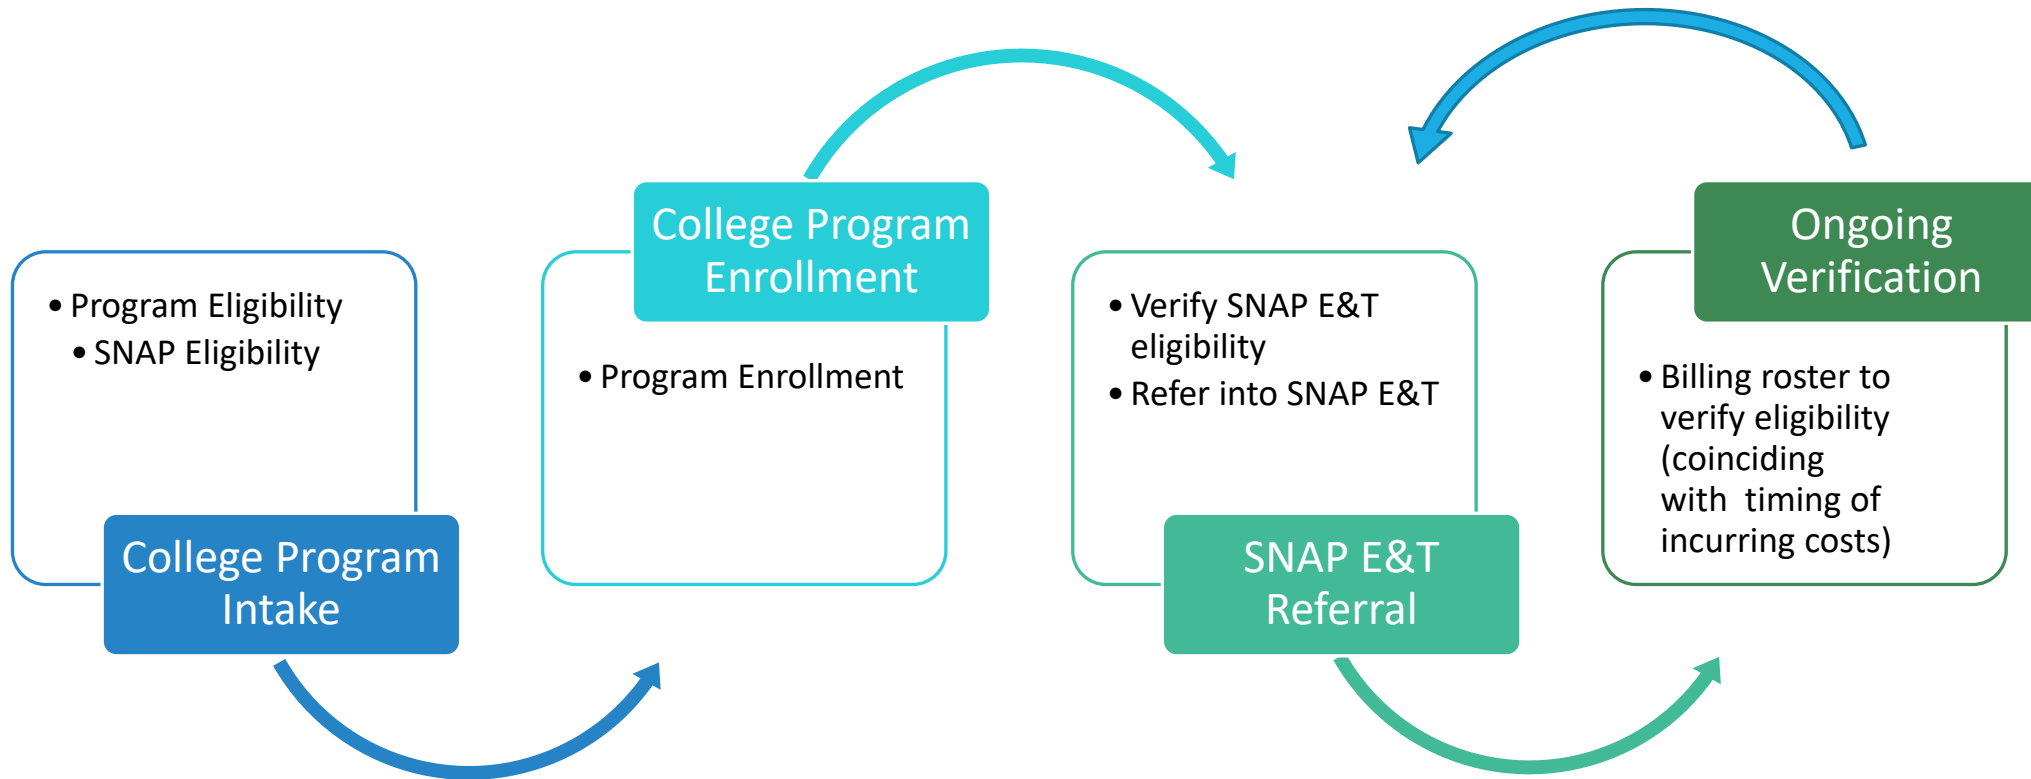 • Program Eligibility
• SNAP Eligibility
College Program
Intake
College Program
Enrollment
• Program Enrollment
• Verify SNAP E&T
eligibility
• Refer into SNAP E&T
SNAP E&T
Referral
Ongoing
Verification
• Billing roster to
verify eligibility
(coinciding
with  timing of
incurring costs)